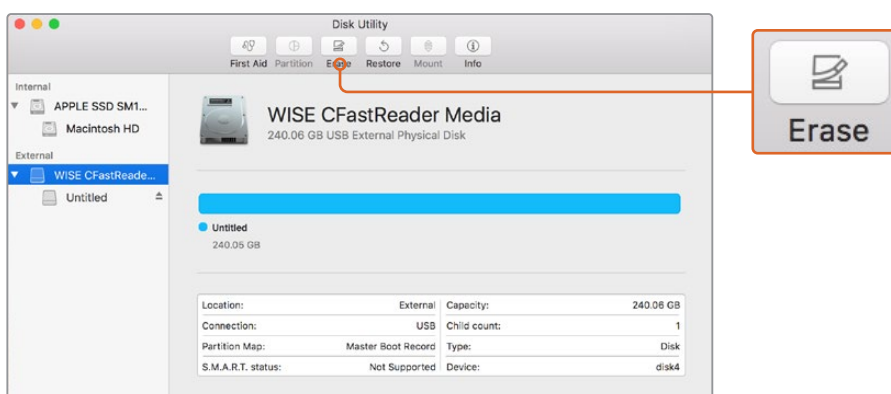 Disk Utility
First Aid Partition Erase Restore Mount Info
Erase
Internal
APPLE SSD SM1...
Macintosh HD
External
WISE CFastReade...
Untitled
WISE CFastReader Media
240.06 GB USB External Physical Disk
Untitled
240.05 GB
Location: External Capacity: 240.06 GB
Connection: USB Child count: 1
Partition Map: Master Boot Record Type: Disk
S.M.A.R.T. status: Not Supported Device: disk4